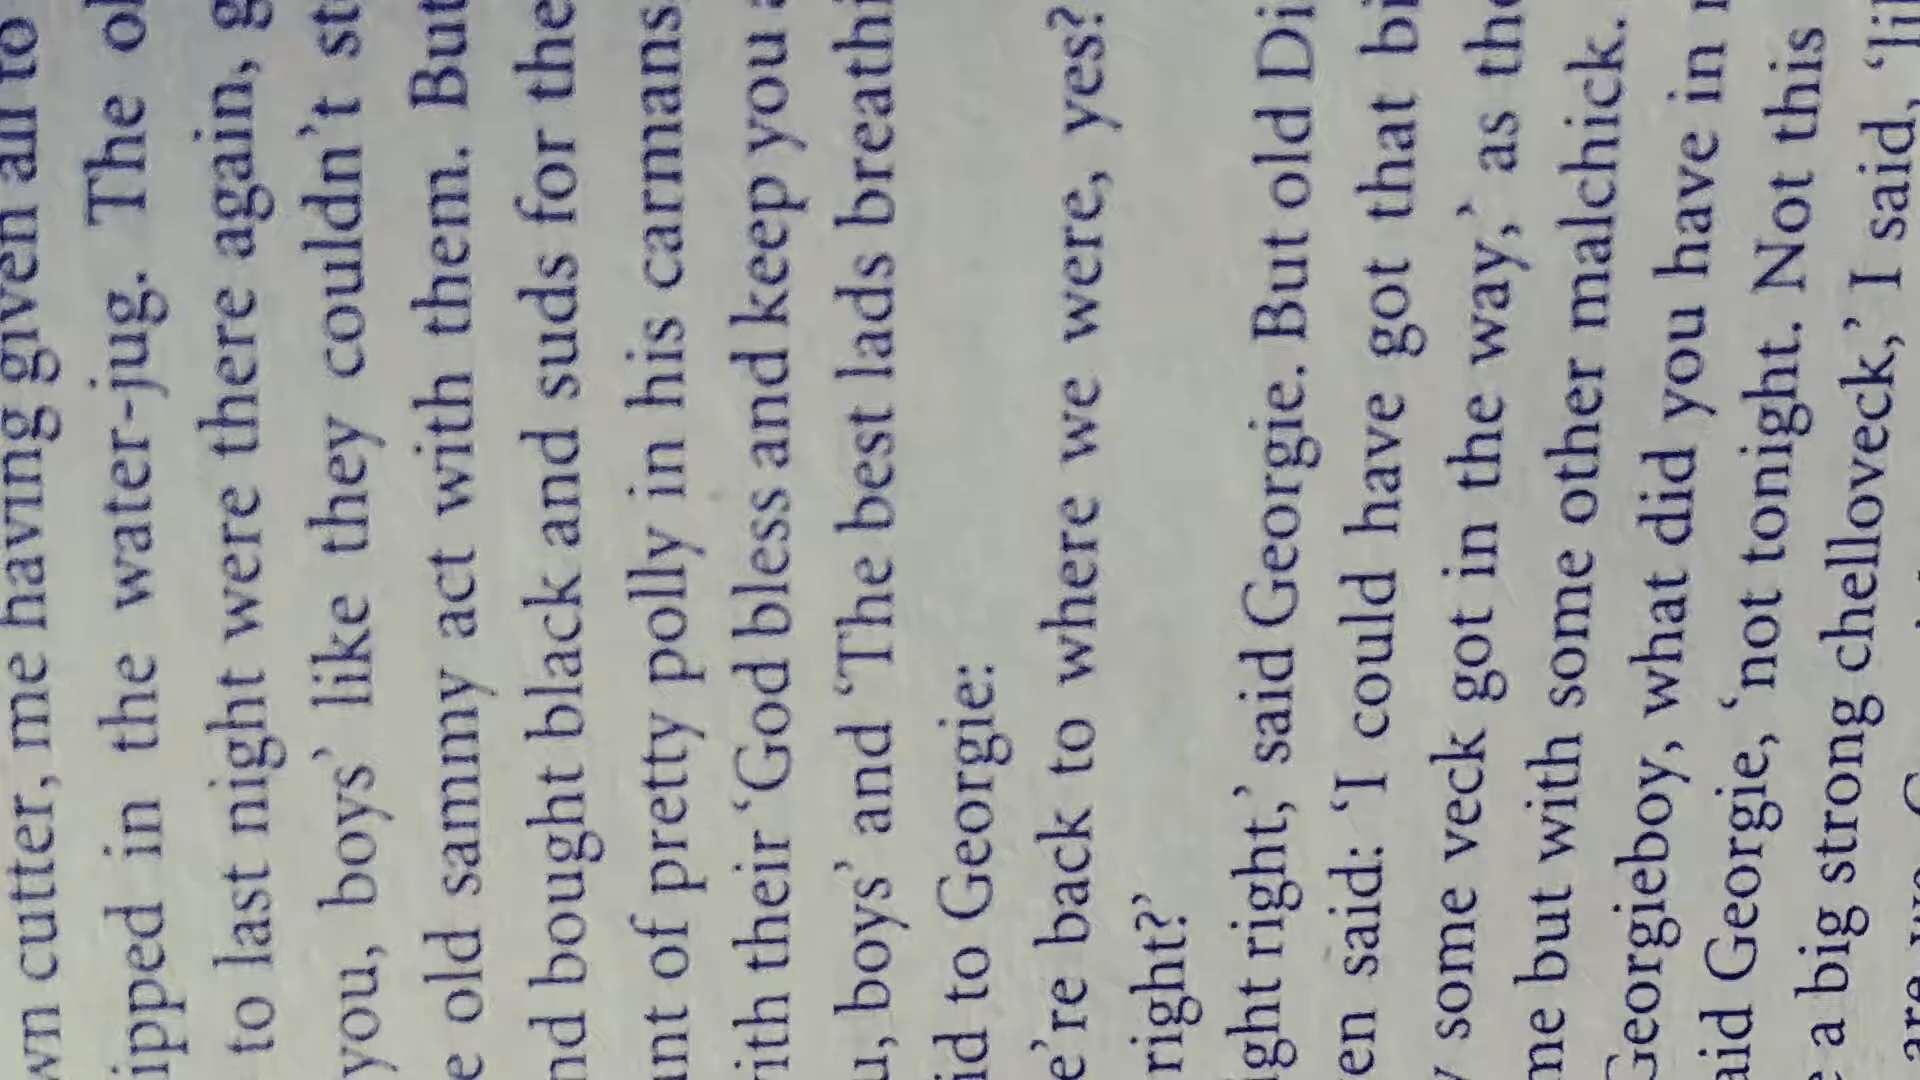 cutter, me having given all to
in the water-jug. The
to last night were there again,
you, boys' like they couldn't
old sammy act with them. But
bought black and suds for the
of pretty polly in his carmans
their 'God bless and keep you
boys' and 'The best lads
to Georgie:
back to where we were, yes?
right?'
right,' said Georgie. But old
said: 'I could have got that
some veck got in the way,' as
but with some other malchick.
Georgieboy, what did you have in
Georgie, 'not tonight. Not this
a big strong chelloveck,' I said,